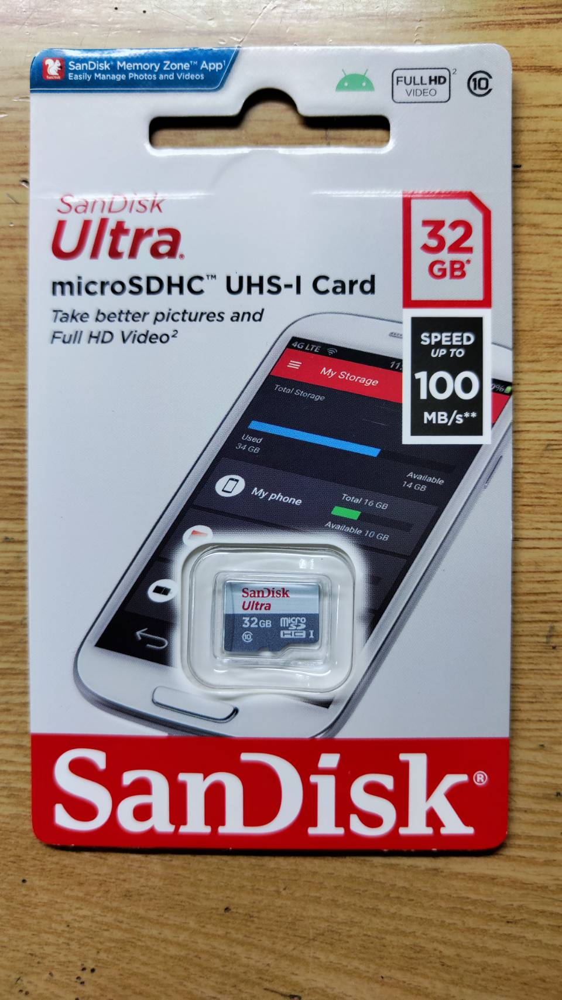 SanDisk® Memory Zone™ App¹
Easily Manage Photos and Videos
SanDisk
FULL HD²
VIDEO
10
SanDisk
Ultra®
microSDHC™ UHS-I Card
Take better pictures and
Full HD Video²
32
GB*
SPEED
UP TO
100
MB/s**
4G LTE
My Storage
Total Storage
Used
34 GB
Available
14 GB
My phone
Total 16 GB
Available 10 GB
SanDisk
Ultra
32GB
micro
SD
HC I
10
SanDisk®